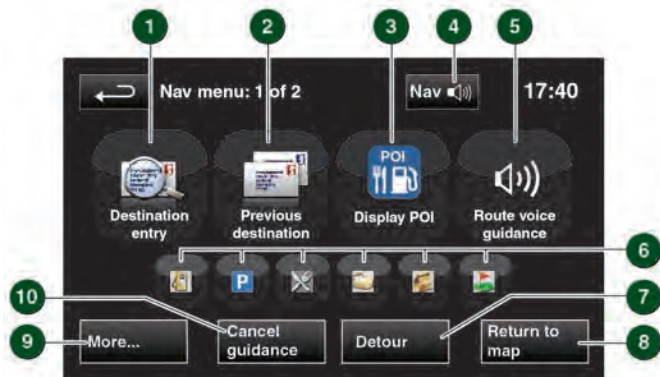 1
2
3
4
5
Nav menu: 1 of 2
Nav
17:40
POI
Destination
entry
Previous
destination
Display POI
Route voice
guidance
P
6
10
7
9
More...
Cancel
guidance
Detour
Return to
map
8